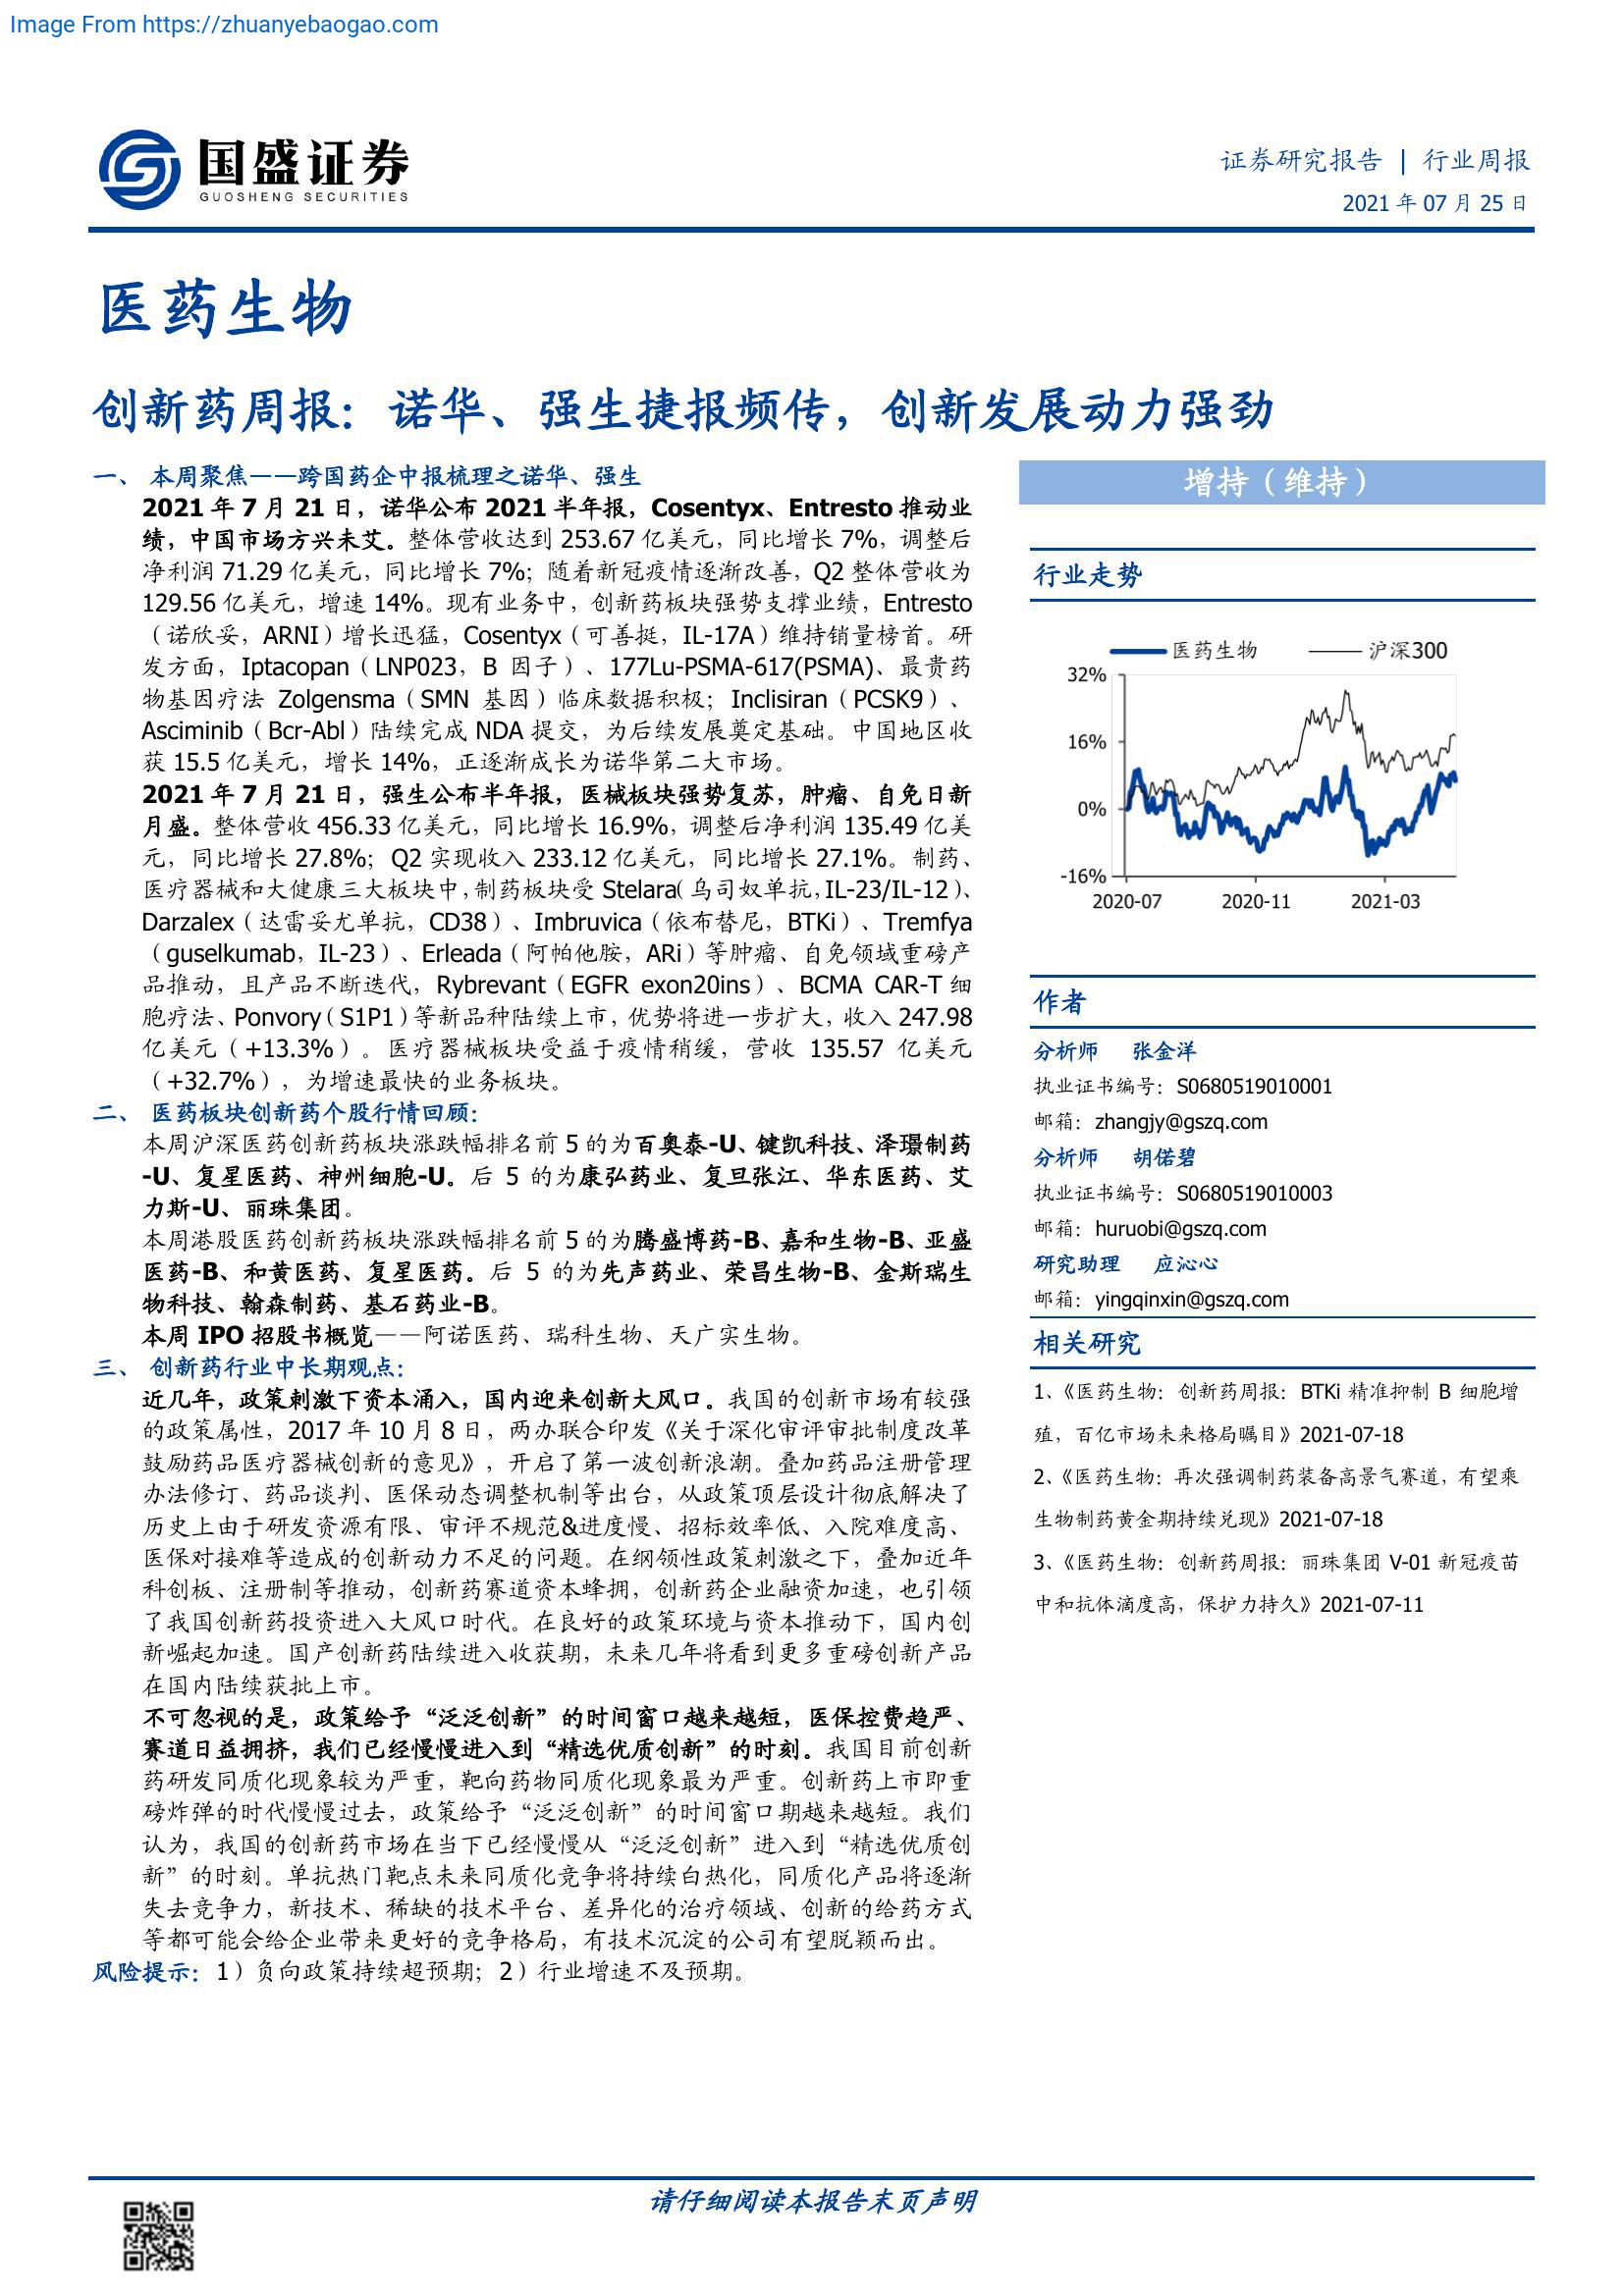 Image From https://zhuanyebaogao.com
国盛证券
GUOSHENG SECURITIES
证券研究报告 | 行业周报
2021 年 07 月 25 日
医药生物
创新药周报：诺华、强生捷报频传，创新发展动力强劲
一、 本周聚焦——跨国药企中报梳理之诺华、强生
2021 年 7 月 21 日，诺华公布 2021 半年报，Cosentyx、Entresto 推动业
绩，中国市场方兴未艾。整体营收达到 253.67 亿美元，同比增长 7%，调整后
净利润 71.29 亿美元，同比增长 7%；随着新冠疫情逐渐改善，Q2 整体营收为
129.56 亿美元，增速 14%。现有业务中，创新药板块强势支撑业绩，Entresto
（诺欣妥，ARNI）增长迅猛，Cosentyx（可善挺，IL-17A）维持销量榜首。研
发方面，Iptacopan（LNP023，B 因子）、177Lu-PSMA-617(PSMA)、最贵药
物基因疗法 Zolgensma（SMN 基因）临床数据积极；Inclisiran（PCSK9）、
Asciminib（Bcr-Abl）陆续完成 NDA 提交，为后续发展奠定基础。中国地区收
获 15.5 亿美元，增长 14%，正逐渐成长为诺华第二大市场。
2021 年 7 月 21 日，强生公布半年报，医械板块强势复苏，肿瘤、自免日新
月盛。整体营收 456.33 亿美元，同比增长 16.9%，调整后净利润 135.49 亿美
元，同比增长 27.8%；Q2 实现收入 233.12 亿美元，同比增长 27.1%。制药、
医疗器械和大健康三大板块中，制药板块受 Stelara（乌司奴单抗，IL-23/IL-12）、
Darzalex（达雷妥尤单抗，CD38）、Imbruvica（依布替尼，BTKi）、Tremfya
（guselkumab，IL-23）、Erleada（阿帕他胺，ARi）等肿瘤、自免领域重磅产
品推动，且产品不断迭代，Rybrevant（EGFR exon20ins）、BCMA CAR-T 细
胞疗法、Ponvory（S1P1）等新品种陆续上市，优势将进一步扩大，收入 247.98
亿美元（+13.3%）。医疗器械板块受益于疫情稍缓，营收 135.57 亿美元
（+32.7%），为增速最快的业务板块。
二、 医药板块创新药个股行情回顾：
本周沪深医药创新药板块涨跌幅排名前 5 的为百奥泰-U、键凯科技、泽璟制药
-U、复星医药、神州细胞-U。后 5 的为康弘药业、复旦张江、华东医药、艾
力斯-U、丽珠集团。
本周港股医药创新药板块涨跌幅排名前 5 的为腾盛博药-B、嘉和生物-B、亚盛
医药-B、和黄医药、复星医药。后 5 的为先声药业、荣昌生物-B、金斯瑞生
物科技、翰森制药、基石药业-B。
本周 IPO 招股书概览——阿诺医药、瑞科生物、天广实生物。
三、 创新药行业中长期观点：
近几年，政策刺激下资本涌入，国内迎来创新大风口。我国的创新市场有较强
的政策属性，2017 年 10 月 8 日，两办联合印发《关于深化审评审批制度改革
鼓励药品医疗器械创新的意见》，开启了第一波创新浪潮。叠加药品注册管理
办法修订、药品谈判、医保动态调整机制等出台，从政策顶层设计彻底解决了
历史上由于研发资源有限、审评不规范&进度慢、招标效率低、入院难度高、
医保对接难等造成的创新动力不足的问题。在纲领性政策刺激之下，叠加近年
科创板、注册制等推动，创新药赛道资本蜂拥，创新药企业融资加速，也引领
了我国创新药投资进入大风口时代。在良好的政策环境与资本推动下，国内创
新崛起加速。国产创新药陆续进入收获期，未来几年将看到更多重磅创新产品
在国内陆续获批上市。
不可忽视的是，政策给予“泛泛创新”的时间窗口越来越短，医保控费趋严、
赛道日益拥挤，我们已经慢慢进入到“精选优质创新”的时刻。我国目前创新
药研发同质化现象较为严重，靶向药物同质化现象最为严重。创新药上市即重
磅炸弹的时代慢慢过去，政策给予“泛泛创新”的时间窗口期越来越短。我们
认为，我国的创新药市场在当下已经慢慢从“泛泛创新”进入到“精选优质创
新”的时刻。单抗热门靶点未来同质化竞争将持续白热化，同质化产品将逐渐
失去竞争力，新技术、稀缺的技术平台、差异化的治疗领域、创新的给药方式
等都可能会给企业带来更好的竞争格局，有技术沉淀的公司有望脱颖而出。
风险提示：1）负向政策持续超预期；2）行业增速不及预期。
增持（维持）
行业走势
医药生物 沪深300
32%
16%
0%
-16%
2020-07 2020-11 2021-03
作者
分析师 张金洋
执业证书编号：S0680519010001
邮箱：zhangjy@gszq.com
分析师 胡偌碧
执业证书编号：S0680519010003
邮箱：huruobi@gszq.com
研究助理 应沁心
邮箱：yingqinxin@gszq.com
相关研究
1、《医药生物：创新药周报：BTKi 精准抑制 B 细胞增
殖，百亿市场未来格局瞩目》2021-07-18
2、《医药生物：再次强调制药装备高景气赛道，有望乘
生物制药黄金期持续兑现》2021-07-18
3、《医药生物：创新药周报：丽珠集团 V-01 新冠疫苗
中和抗体滴度高，保护力持久》2021-07-11
请仔细阅读本报告末页声明